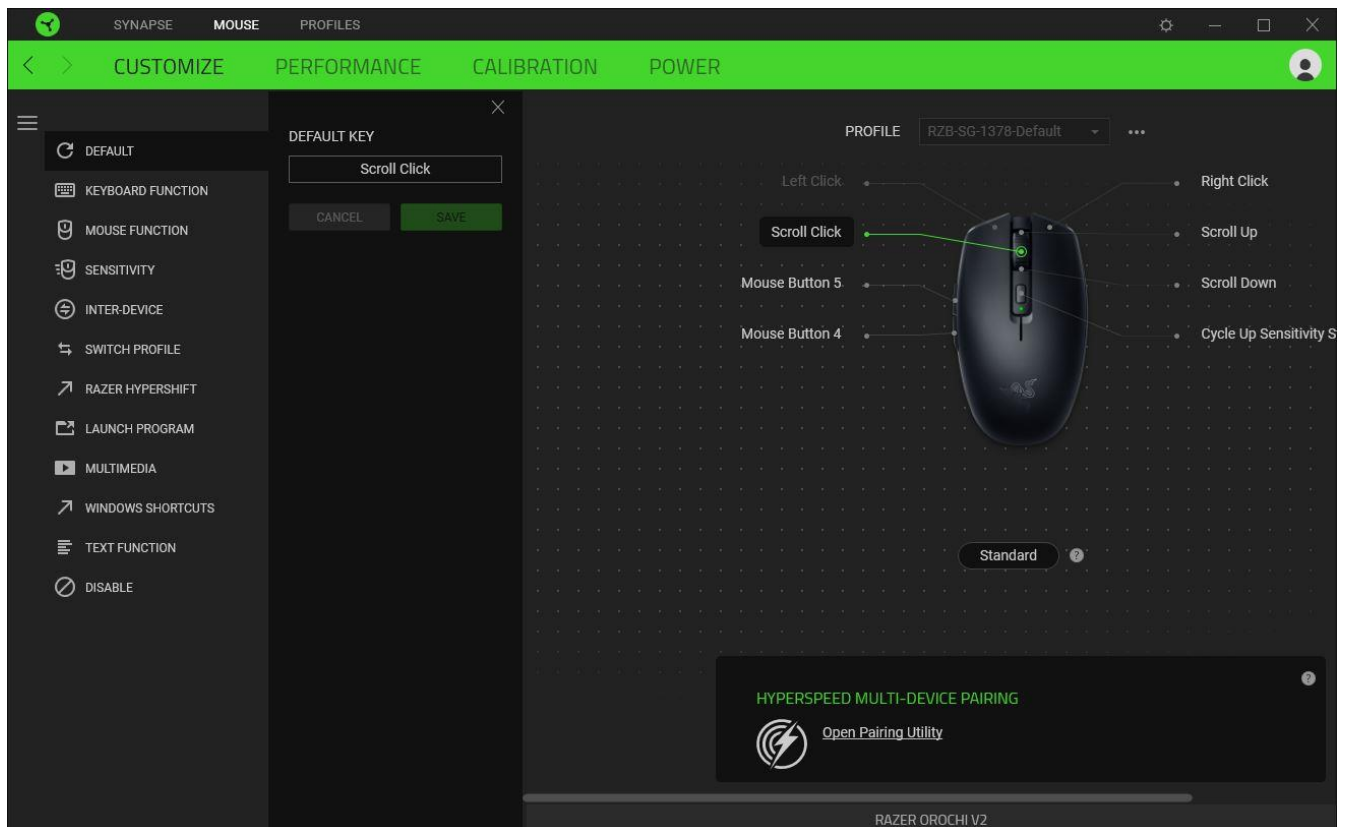 SYNAPSE MOUSE PROFILES
CUSTOMIZE PERFORMANCE CALIBRATION POWER
DEFAULT
KEYBOARD FUNCTION
MOUSE FUNCTION
SENSITIVITY
INTER-DEVICE
SWITCH PROFILE
RAZER HYPERSHIFT
LAUNCH PROGRAM
MULTIMEDIA
WINDOWS SHORTCUTS
TEXT FUNCTION
DISABLE
DEFAULT KEY
Scroll Click
CANCEL SAVE
PROFILE RZB-SG-1378-Default
Left Click Right Click
Scroll Click Scroll Up
Mouse Button 5 Scroll Down
Mouse Button 4 Cycle Up Sensitivity S
Standard ?
?
HYPERSPEED MULTI-DEVICE PAIRING
Open Pairing Utility
RAZER OROCHI V2